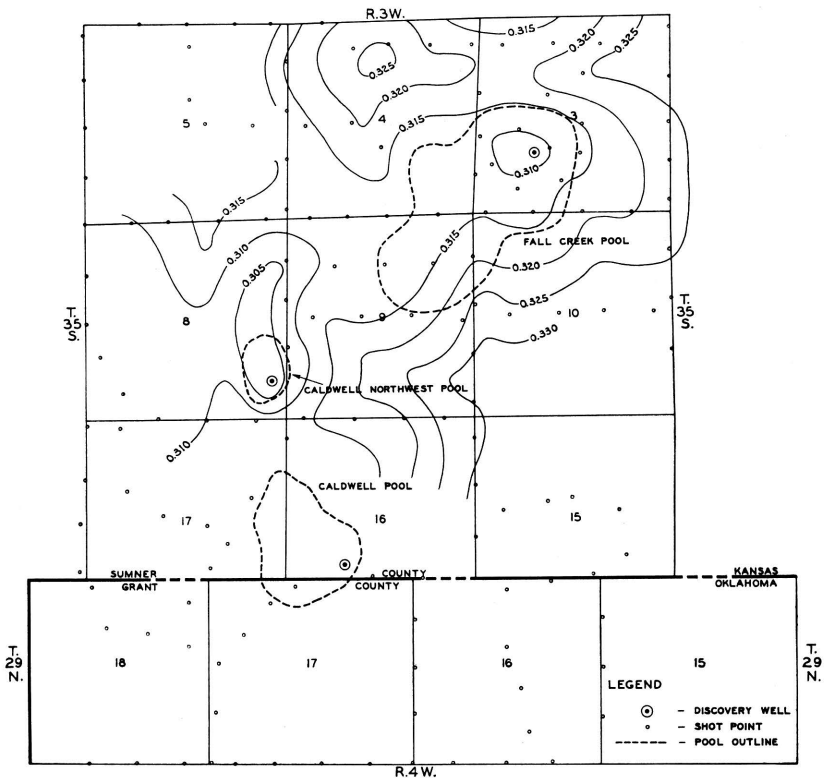 R.3W.
0.315
0.320
0.325
0.325
0.320
5
4
0.315
3
0.310
0.315
0.310
0.315
FALL CREEK POOL
0.305
0.320
0.325
T.
35
S.
8
9
10
T.
35
S.
0.330
CALDWELL NORTHWEST POOL
0.310
CALDWELL POOL
17
16
15
SUMNER COUNTY KANSAS
GRANT COUNTY OKLAHOMA
T.
29
N.
18
17
16
15
T.
29
N.
LEGEND
- DISCOVERY WELL
- SHOT POINT
- POOL OUTLINE
R.4W.